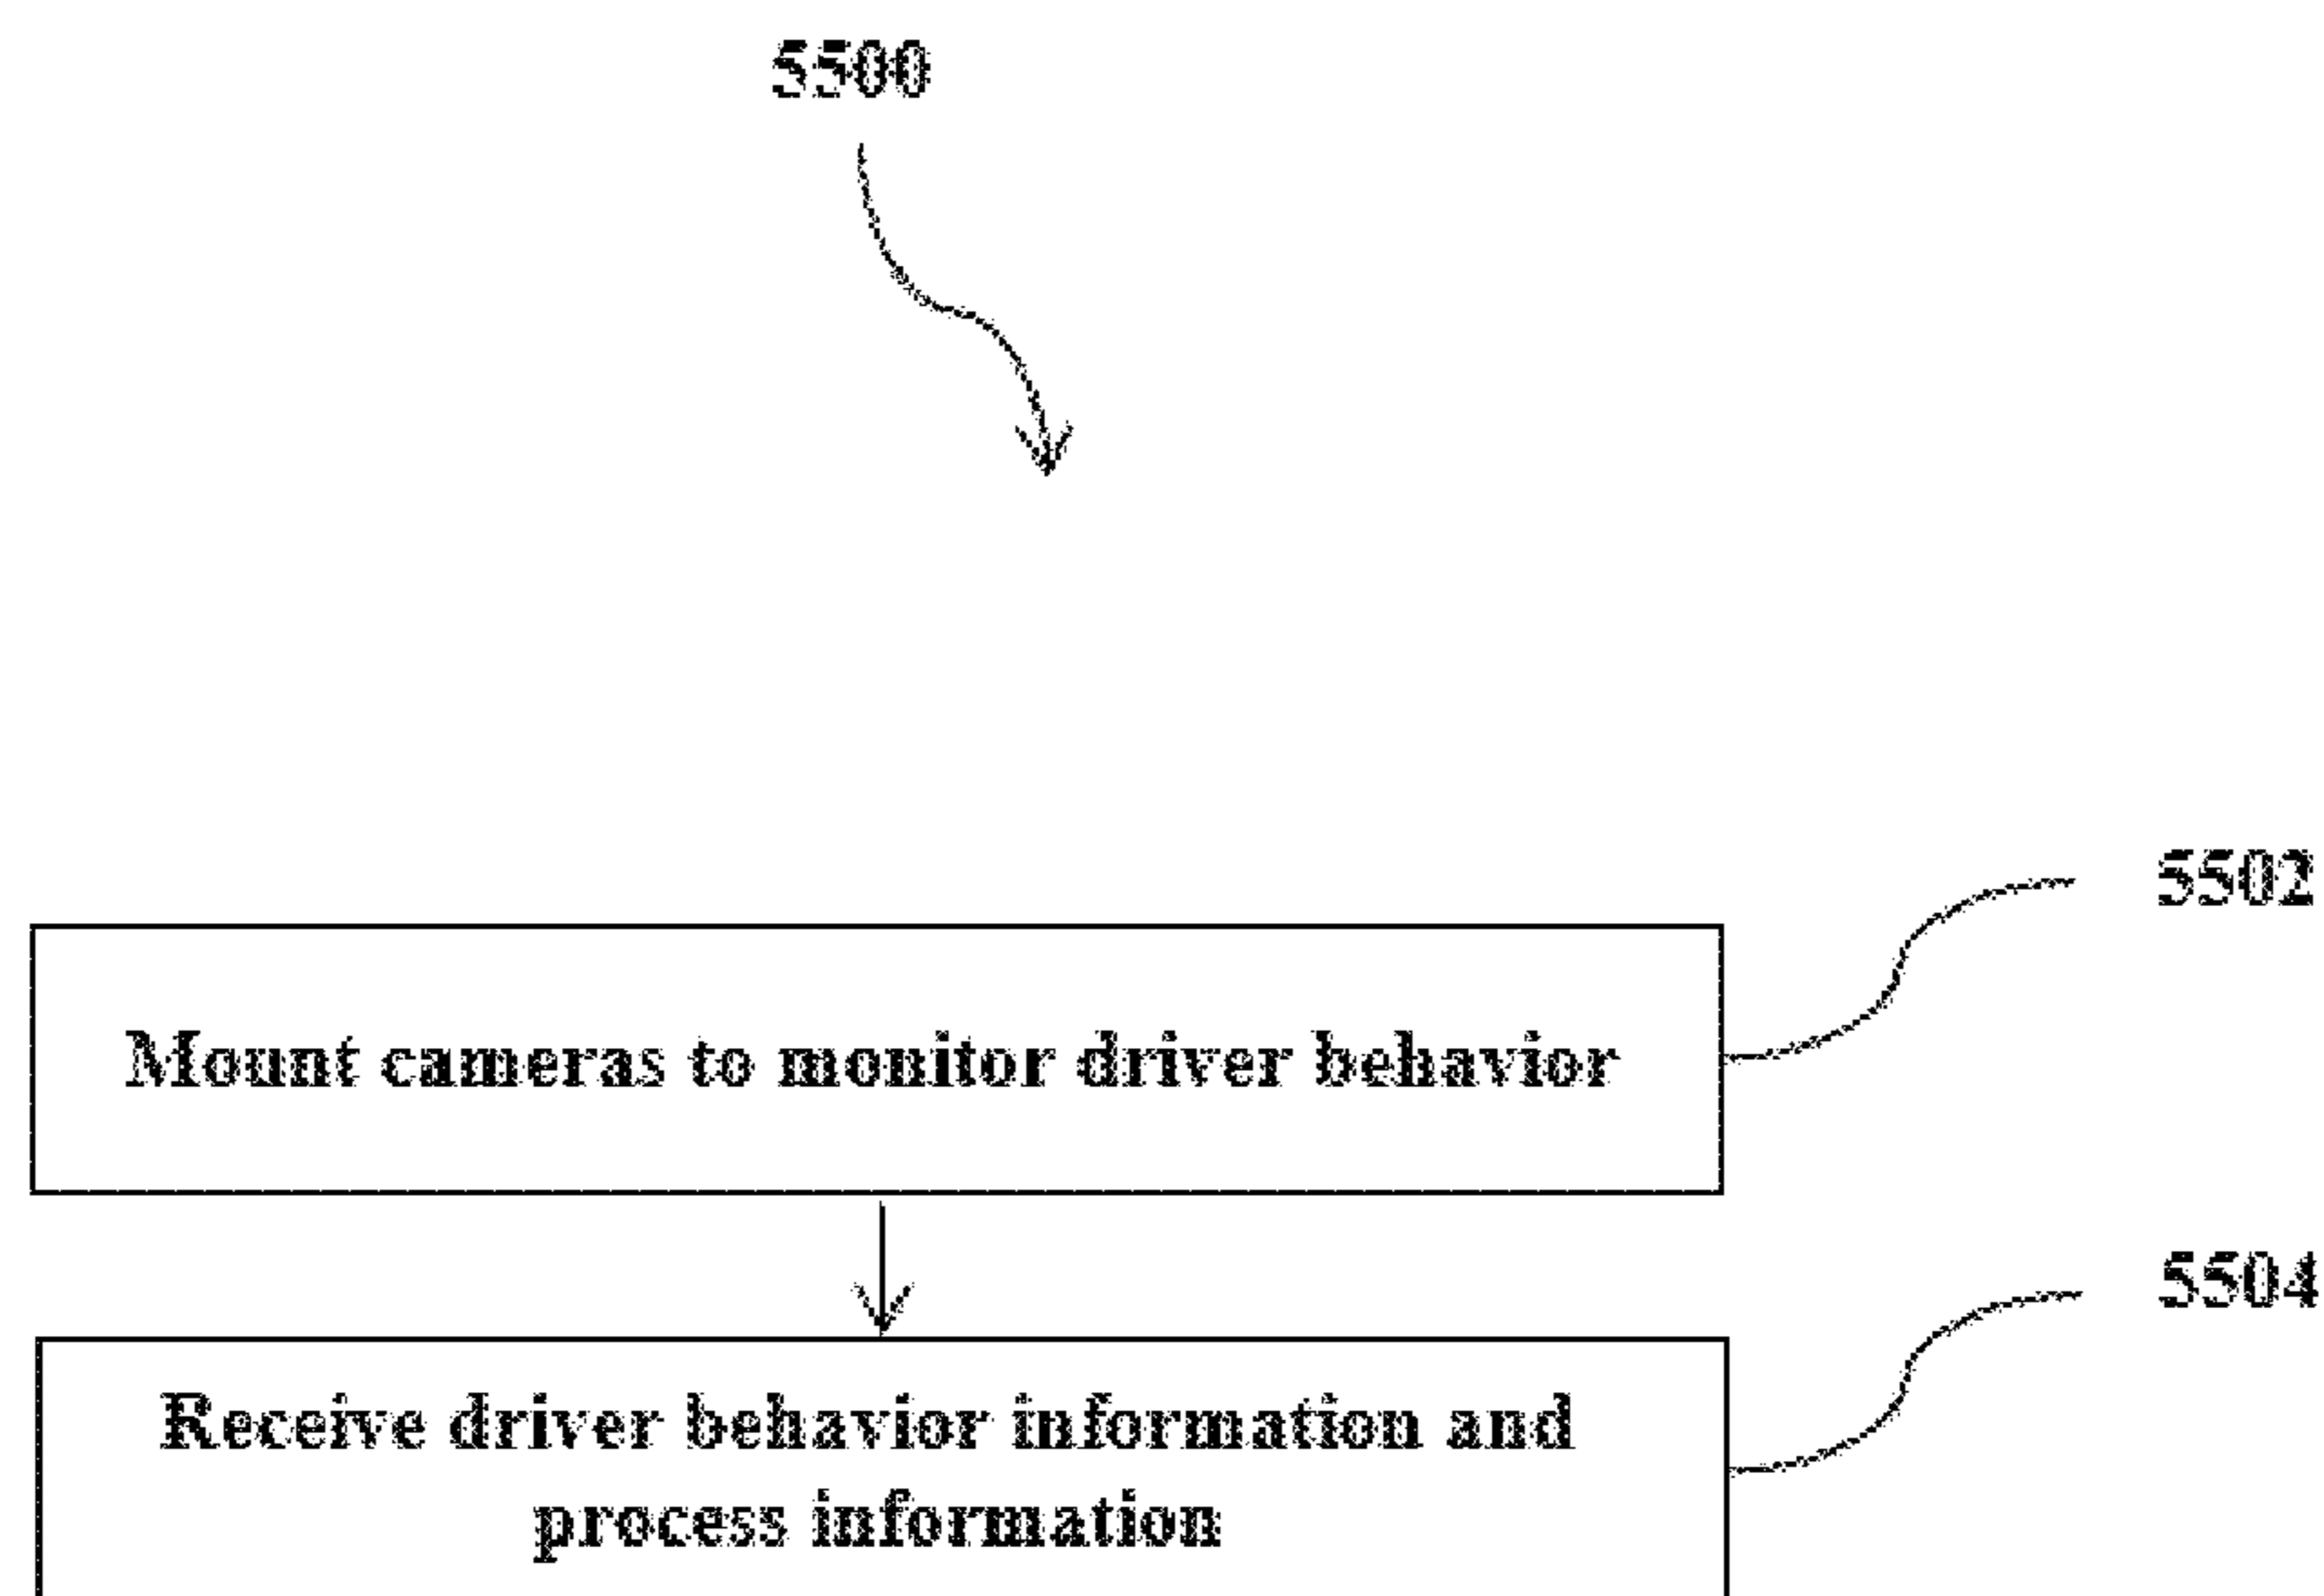 5500
5502
Mount cameras to monitor driver behavior
5504
Receive driver behavior information and
process information